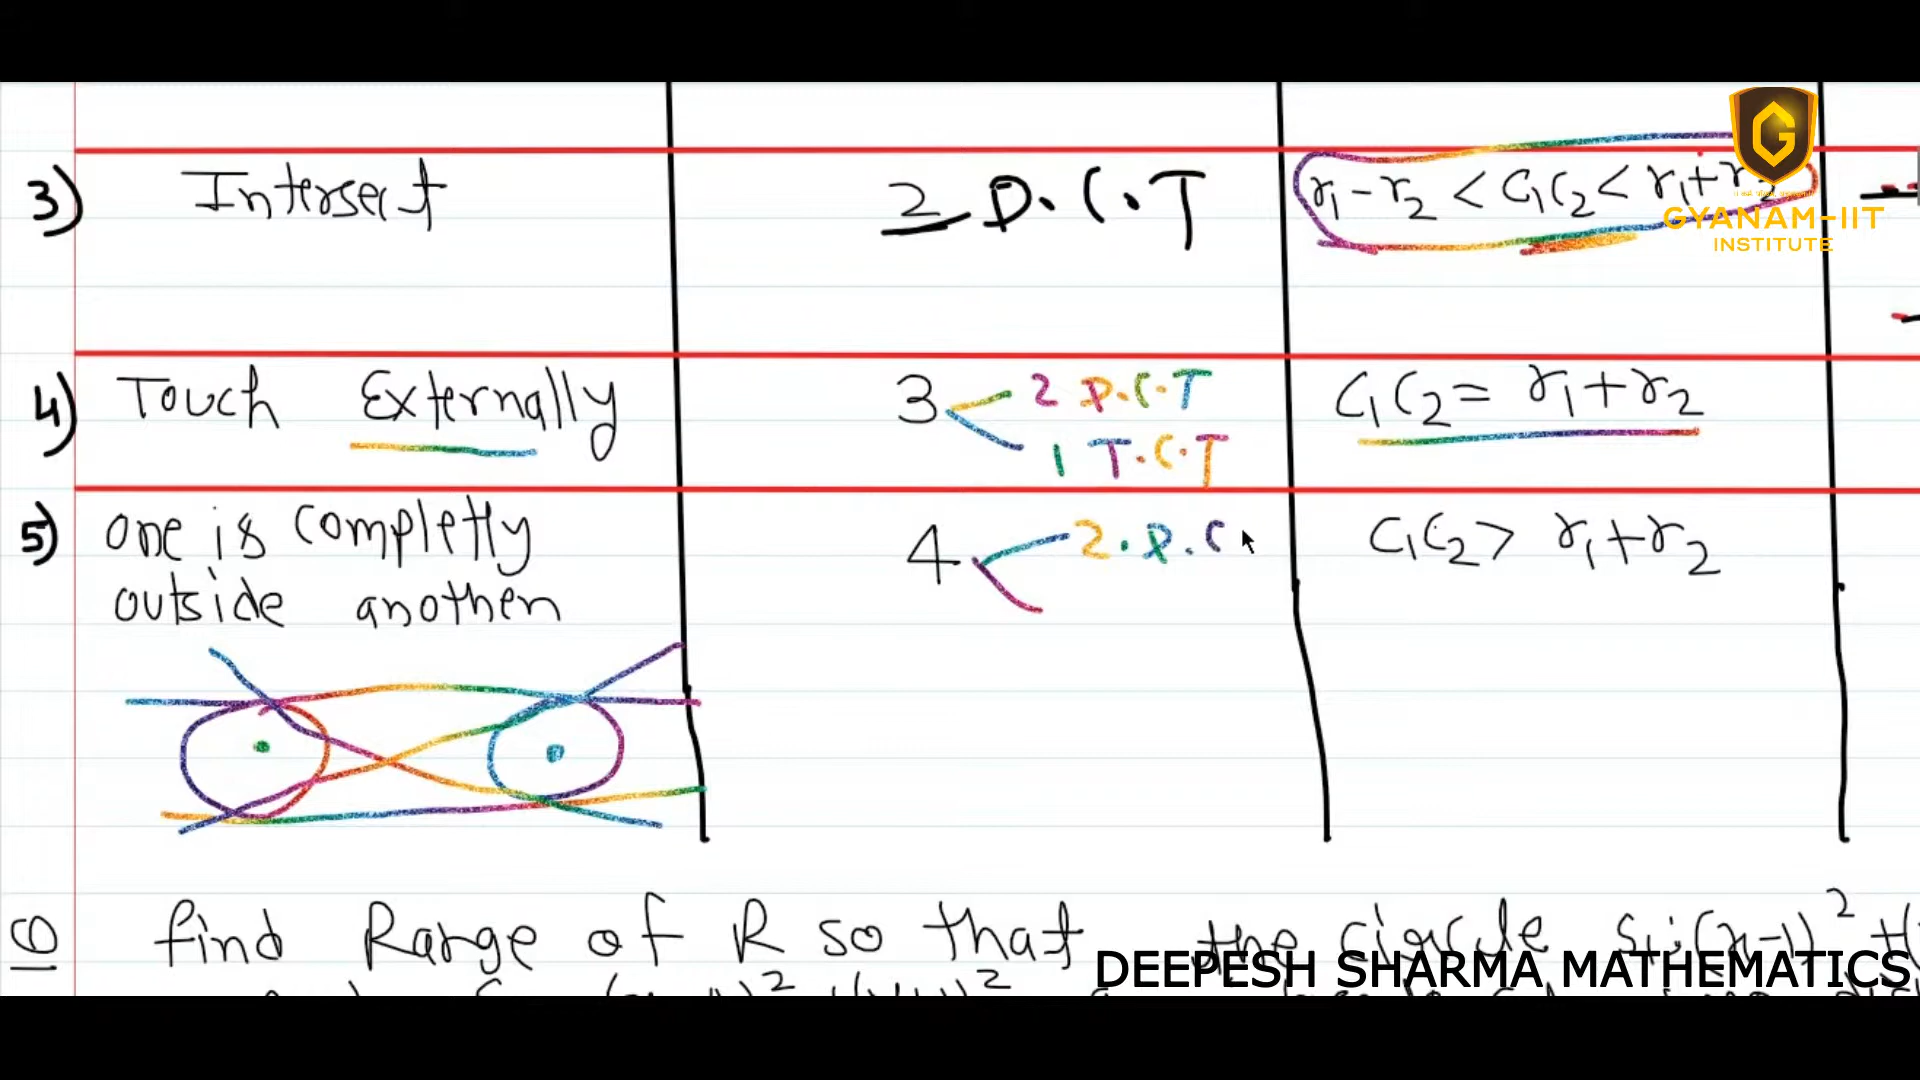 3) Intersect 2 D.C.T r₁-r₂ < C₁C₂ < r₁+r₂
GYANAM-IIT
INSTITUTE
4) Touch Externally 3 2 D.C.T C₁C₂ = r₁+r₂
1 T.C.T
5) one is completly 4 2.D.C C₁C₂ > r₁+r₂
outside another
Q find Range of R so that the circle S₁:(x-1)²+(
DEEPESH SHARMA MATHEMATICS